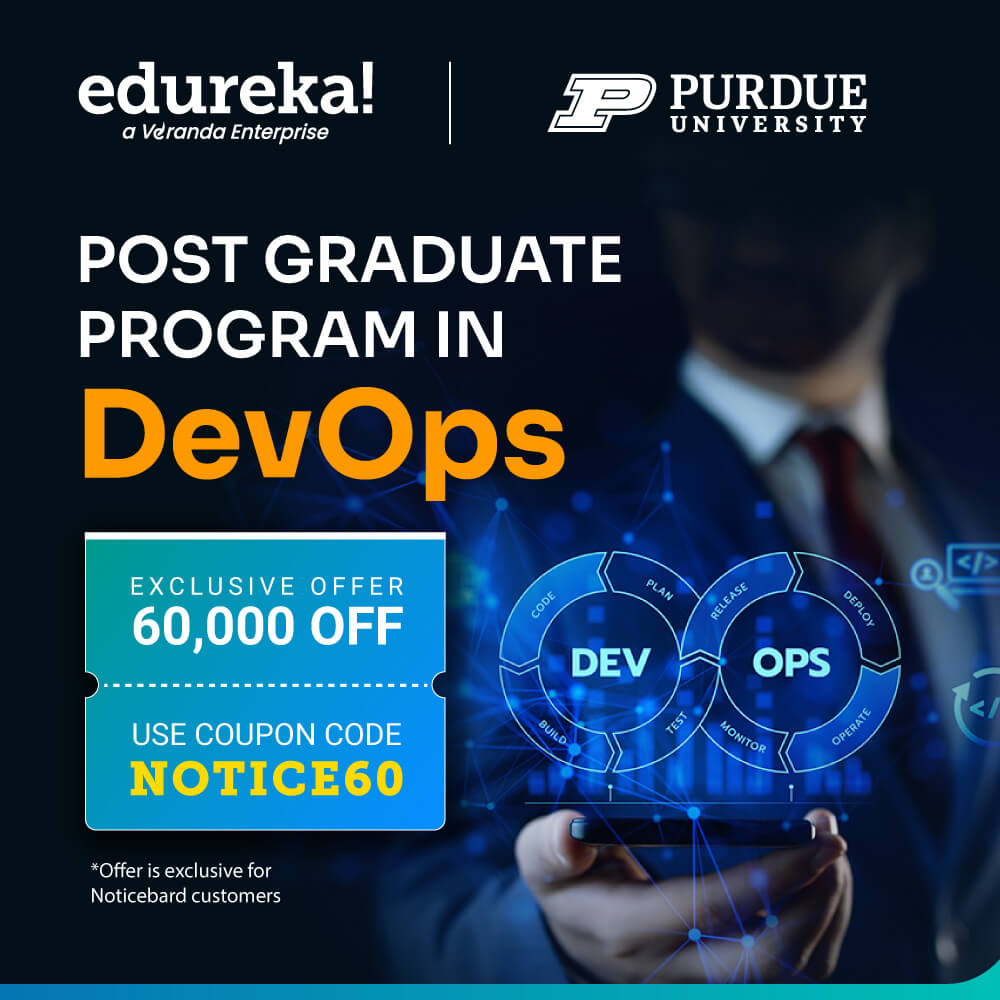 edureka!
a Veranda Enterprise
PURDUE
UNIVERSITY
POST GRADUATE
PROGRAM IN
DevOps
EXCLUSIVE OFFER
60,000 OFF
USE COUPON CODE
NOTICE60
*Offer is exclusive for
Noticebard customers
CODE
PLAN
RELEASE
DEPLOY
DEV
OPS
BUILD
TEST
MONITOR
OPERATE
</>